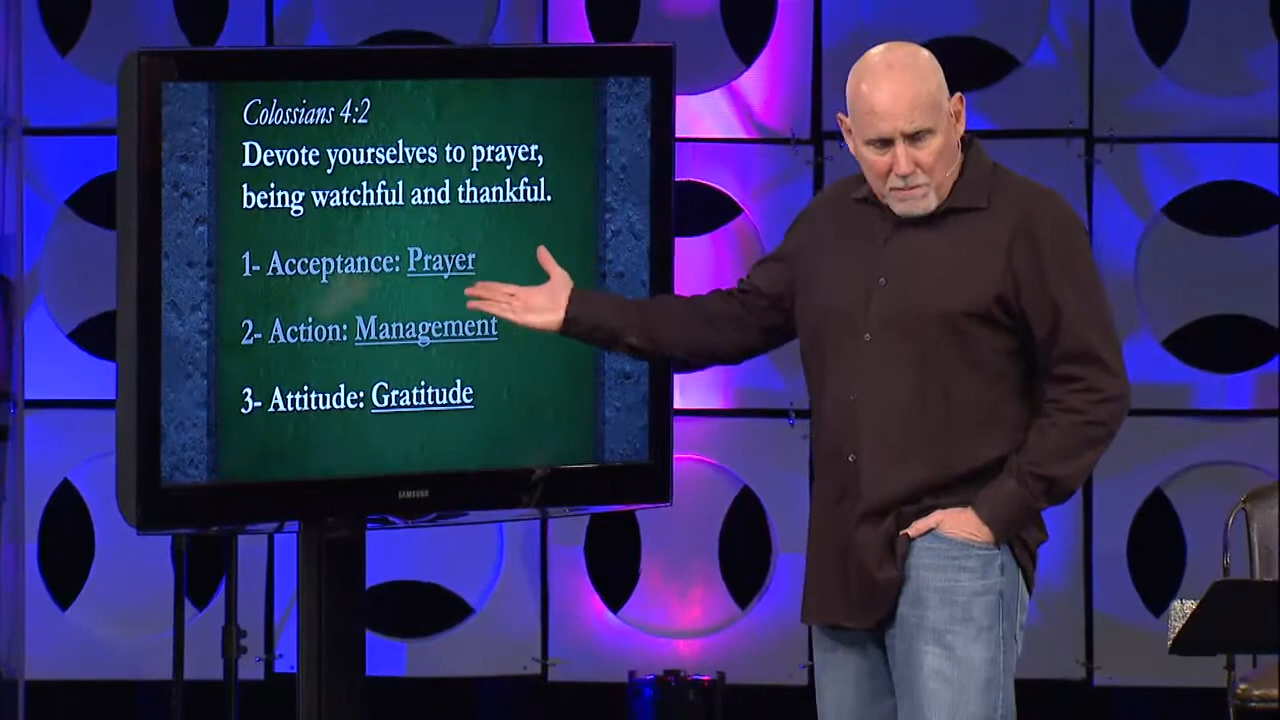 Colossians 4:2
Devote yourselves to prayer,
being watchful and thankful.
1- Acceptance: Prayer
2- Action: Management
3- Attitude: Gratitude
SAMSUNG